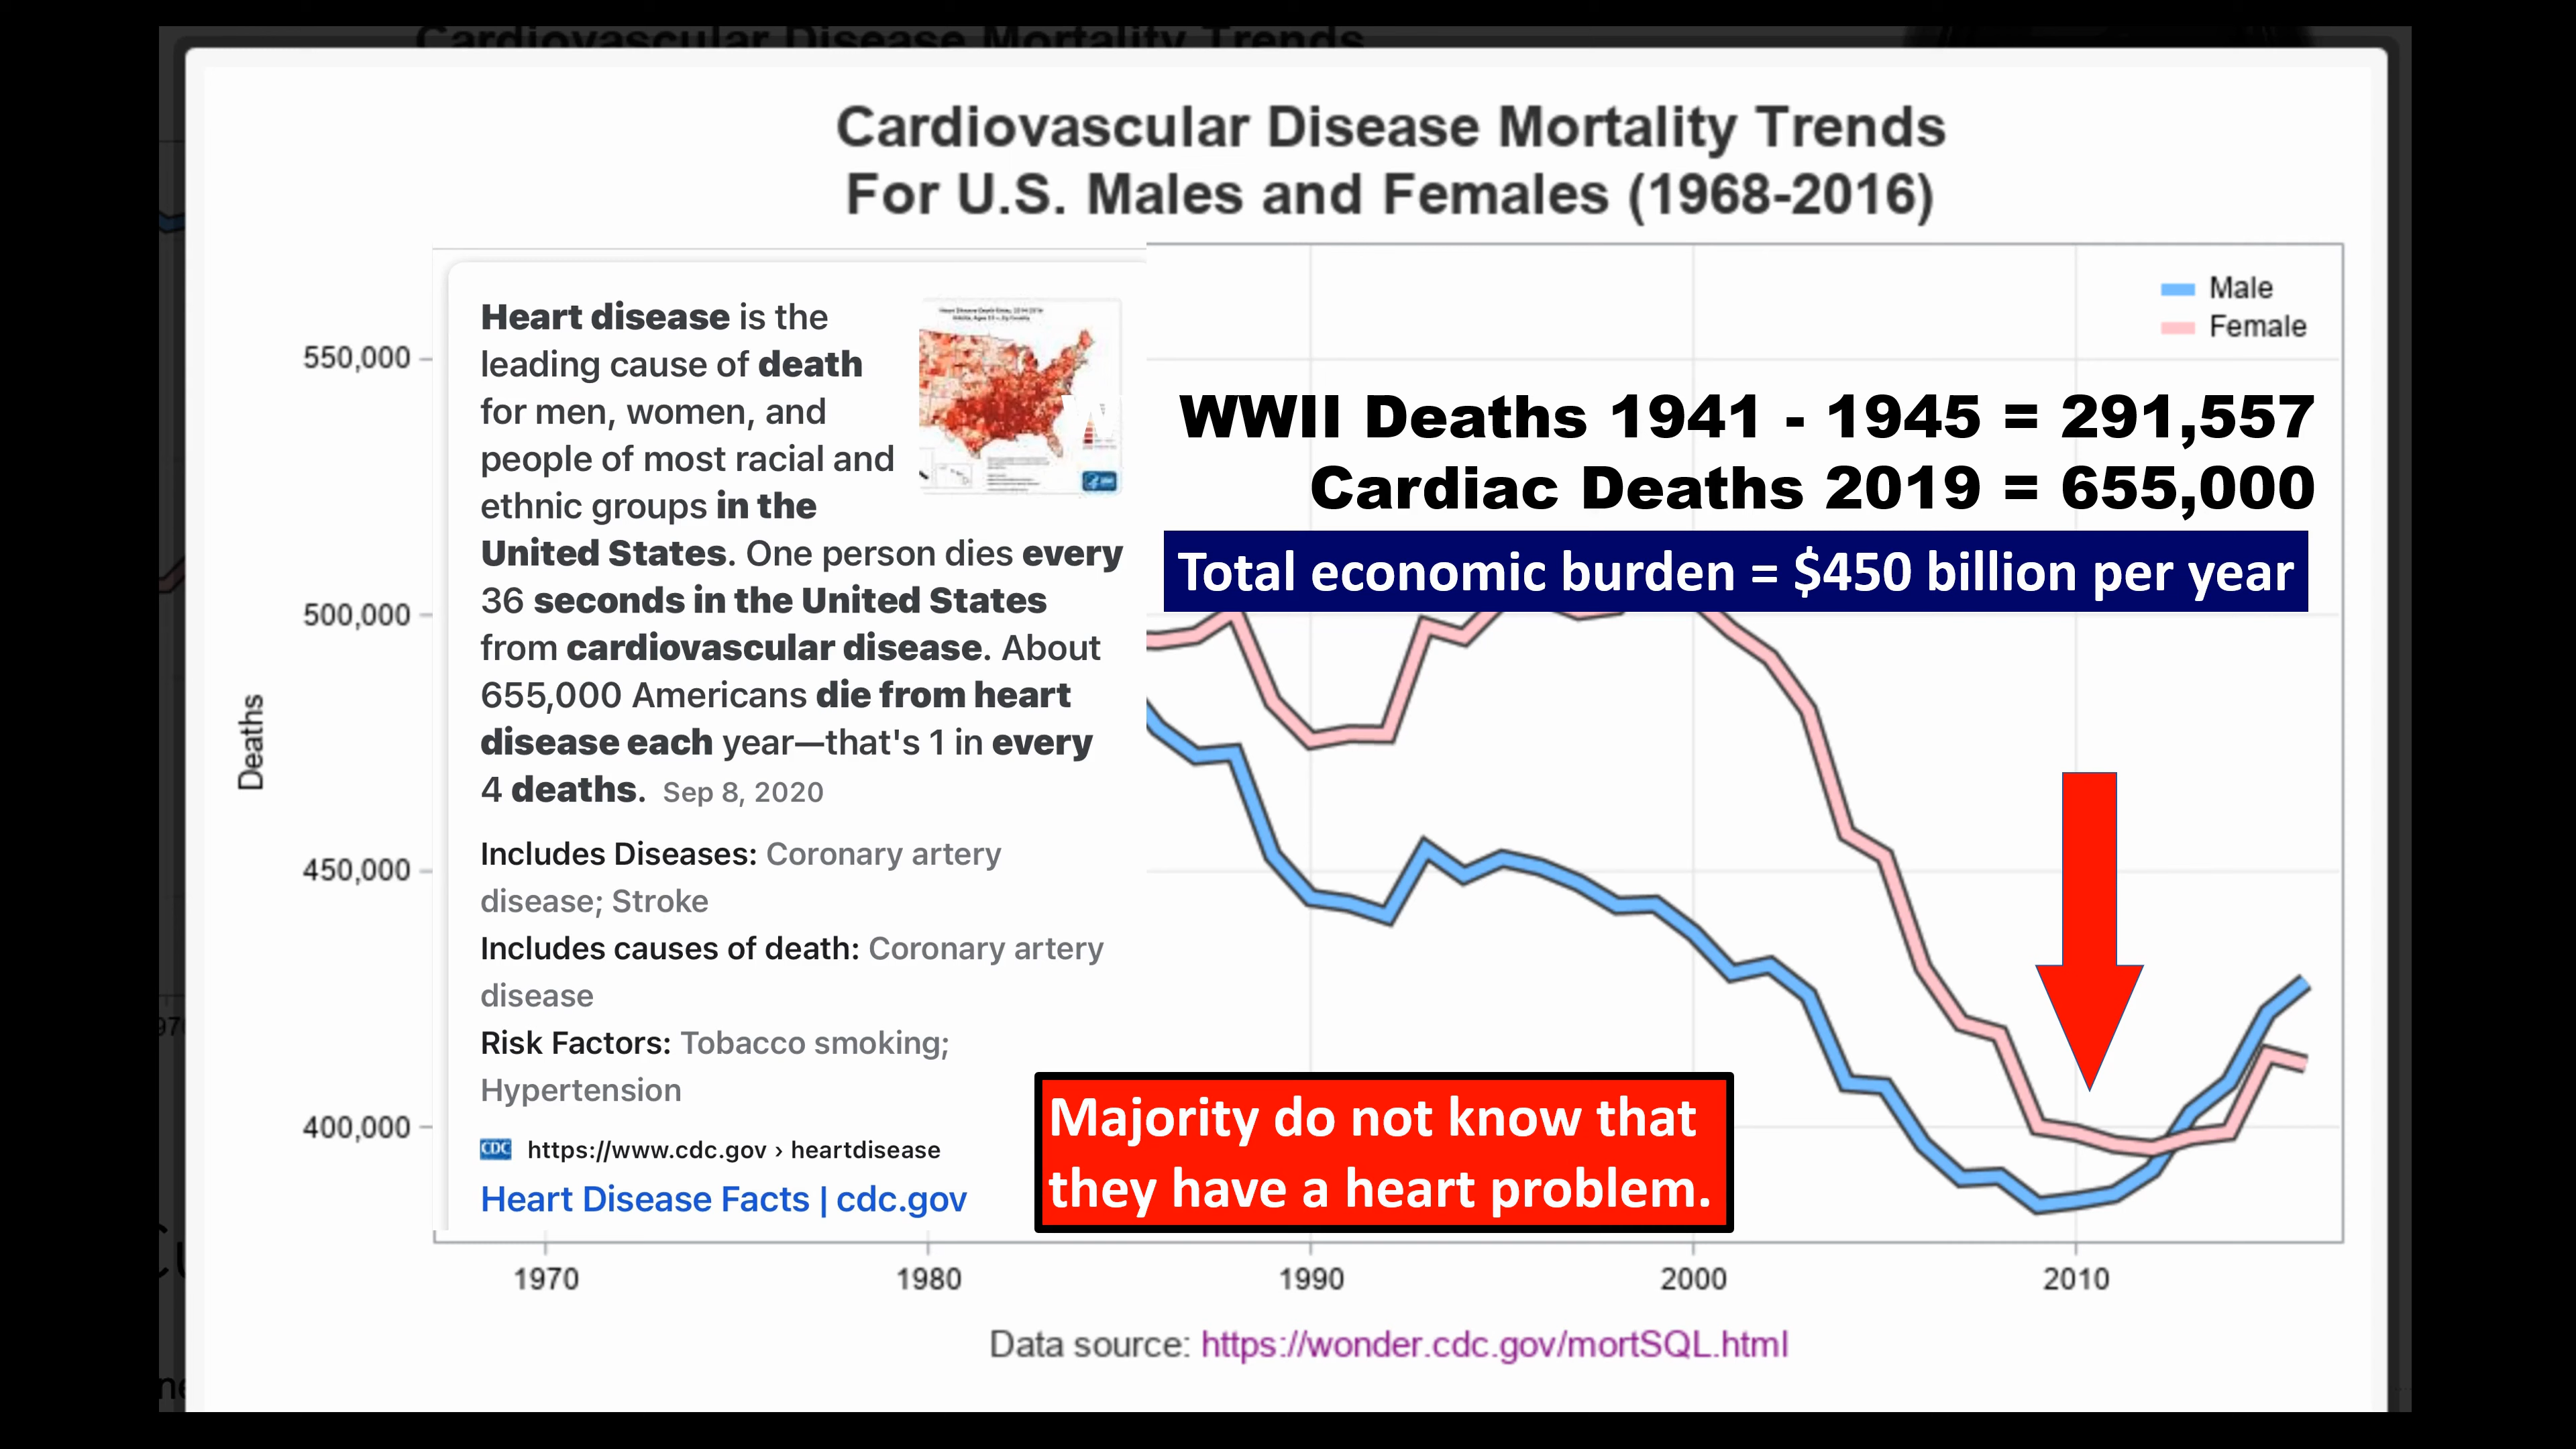 Cardiovascular Disease Mortality Trends
Cardiovascular Disease Mortality Trends
For U.S. Males and Females (1968-2016)
Male
Female
550,000
500,000
450,000
400,000
Deaths
Heart disease is the
leading cause of death
for men, women, and
people of most racial and
ethnic groups in the
United States. One person dies every
36 seconds in the United States
from cardiovascular disease. About
655,000 Americans die from heart
disease each year—that's 1 in every
4 deaths. Sep 8, 2020
Includes Diseases: Coronary artery
disease; Stroke
Includes causes of death: Coronary artery
disease
Risk Factors: Tobacco smoking;
Hypertension
CDC https://www.cdc.gov › heartdisease
Heart Disease Facts | cdc.gov
WWII Deaths 1941 - 1945 = 291,557
Cardiac Deaths 2019 = 655,000
Total economic burden = $450 billion per year
Majority do not know that
they have a heart problem.
1970 1980 1990 2000 2010
Data source: https://wonder.cdc.gov/mortSQL.html